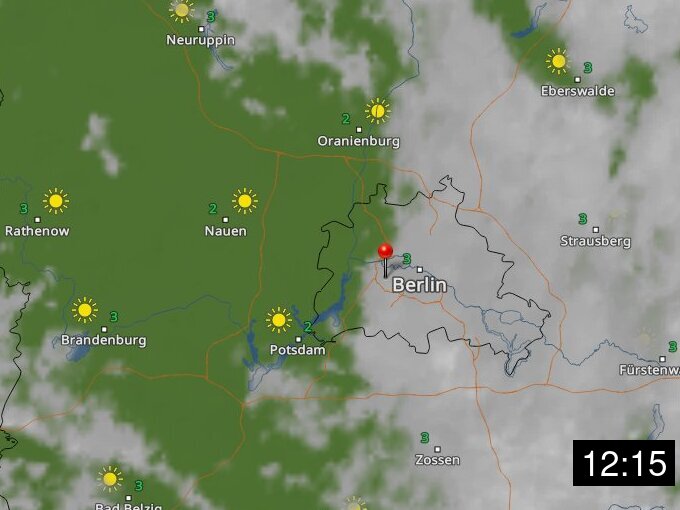 3
Neuruppin
3
Eberswalde
2
Oranienburg
3
Rathenow
2
Nauen
3
Strausberg
3
Berlin
3
Brandenburg
2
Potsdam
3
Fürstenwa
3
Zossen
12:15
3
Bad Belzig